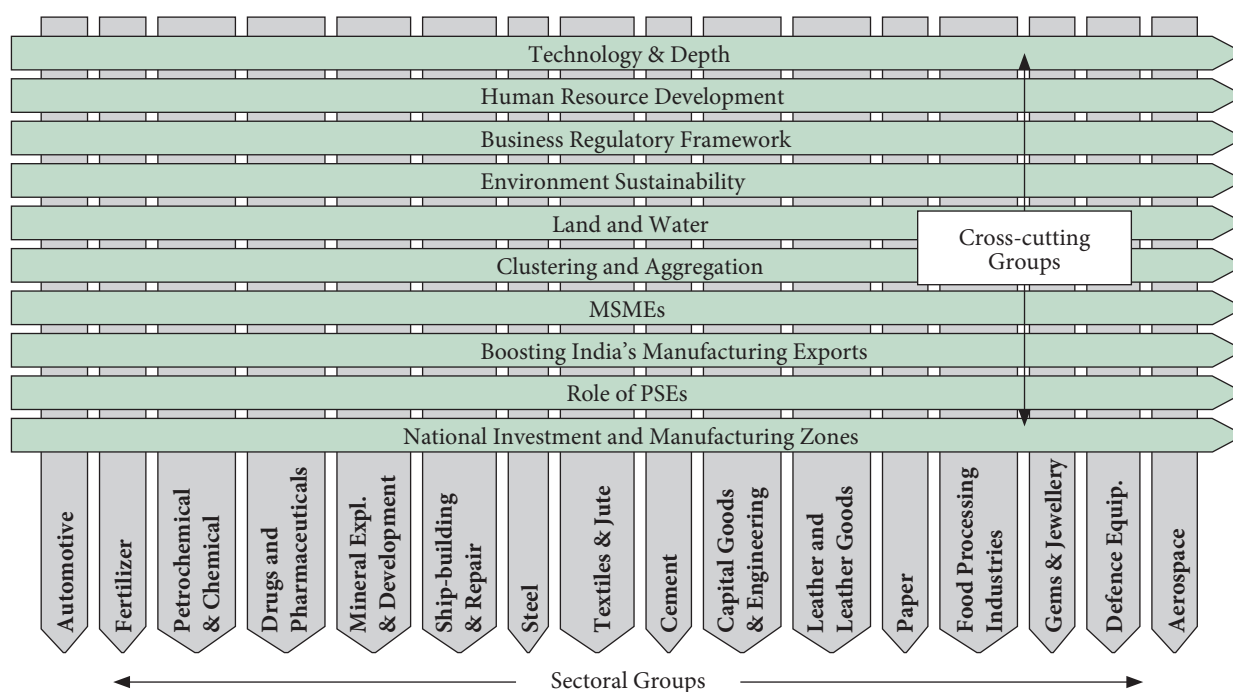 Technology & Depth
Human Resource Development
Business Regulatory Framework
Environment Sustainability
Land and Water
Cross-cutting
Groups
Clustering and Aggregation
MSMEs
Boosting India’s Manufacturing Exports
Role of PSEs
National Investment and Manufacturing Zones
Automotive
Fertilizer
Petrochemical
& Chemical
Drugs and
Pharmaceuticals
Mineral Expl.
& Development
Ship-building
& Repair
Steel
Textiles & Jute
Cement
Capital Goods
& Engineering
Leather and
Leather Goods
Paper
Food Processing
Industries
Gems & Jewellery
Defence Equip.
Aerospace
Sectoral Groups